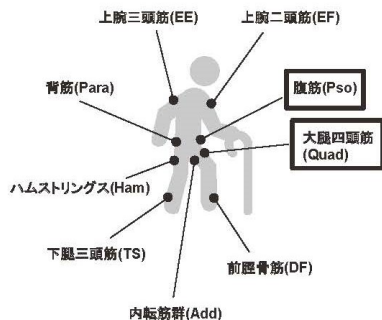 上腕三頭筋(EE)
上腕二頭筋(EF)
背筋(Para)
腹筋(Pso)
大腿四頭筋
(Quad)
ハムストリングス(Ham)
下腿三頭筋(TS)
前脛骨筋(DF)
内転筋群(Add)